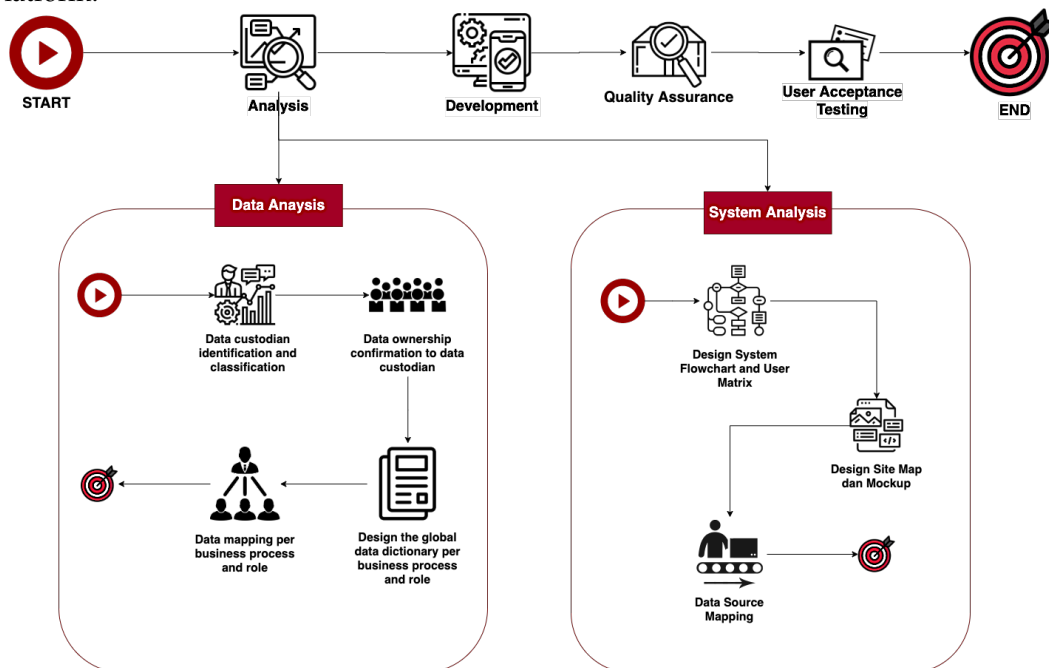 START
Analysis
Development
Quality Assurance
User Acceptance
Testing
END
Data Anaysis
System Analysis
Data custodian
identification and
classification
Data ownership
confirmation to data
custodian
Design System
Flowchart and User
Matrix
Design Site Map
dan Mockup
Data mapping per
business process
and role
Design the global
data dictionary per
business process
and role
Data Source
Mapping